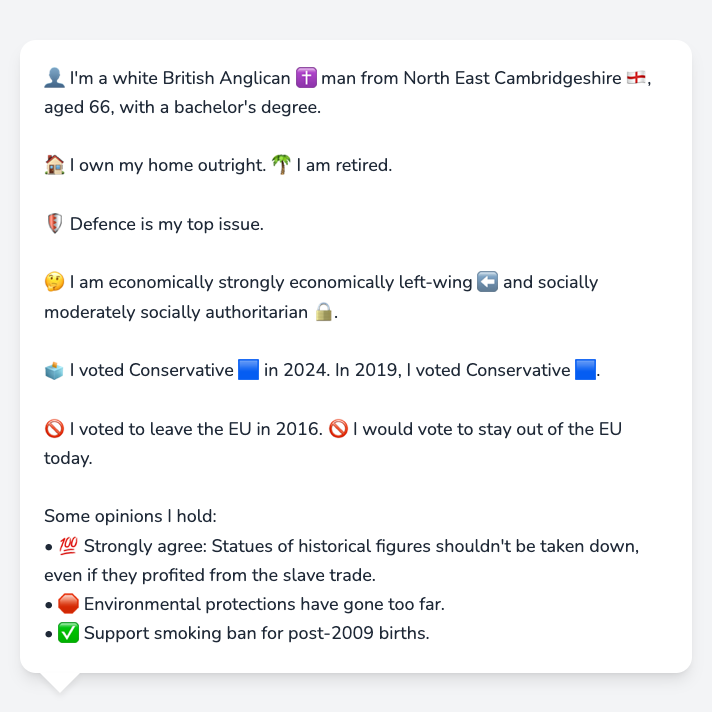 👤 I'm a white British Anglican ✝️ man from North East Cambridgeshire 🏴󠁧󠁢󠁥󠁮󠁧󠁿,
aged 66, with a bachelor's degree.
🏠 I own my home outright. 🌴 I am retired.
🛡️ Defence is my top issue.
🤔 I am economically strongly economically left-wing ⬅️ and socially
moderately socially authoritarian 🔒.
🗳️ I voted Conservative 🟦 in 2024. In 2019, I voted Conservative 🟦.
🚫 I voted to leave the EU in 2016. 🚫 I would vote to stay out of the EU
today.
Some opinions I hold:
• 💯 Strongly agree: Statues of historical figures shouldn't be taken down,
even if they profited from the slave trade.
• 🛑 Environmental protections have gone too far.
• ✅ Support smoking ban for post-2009 births.